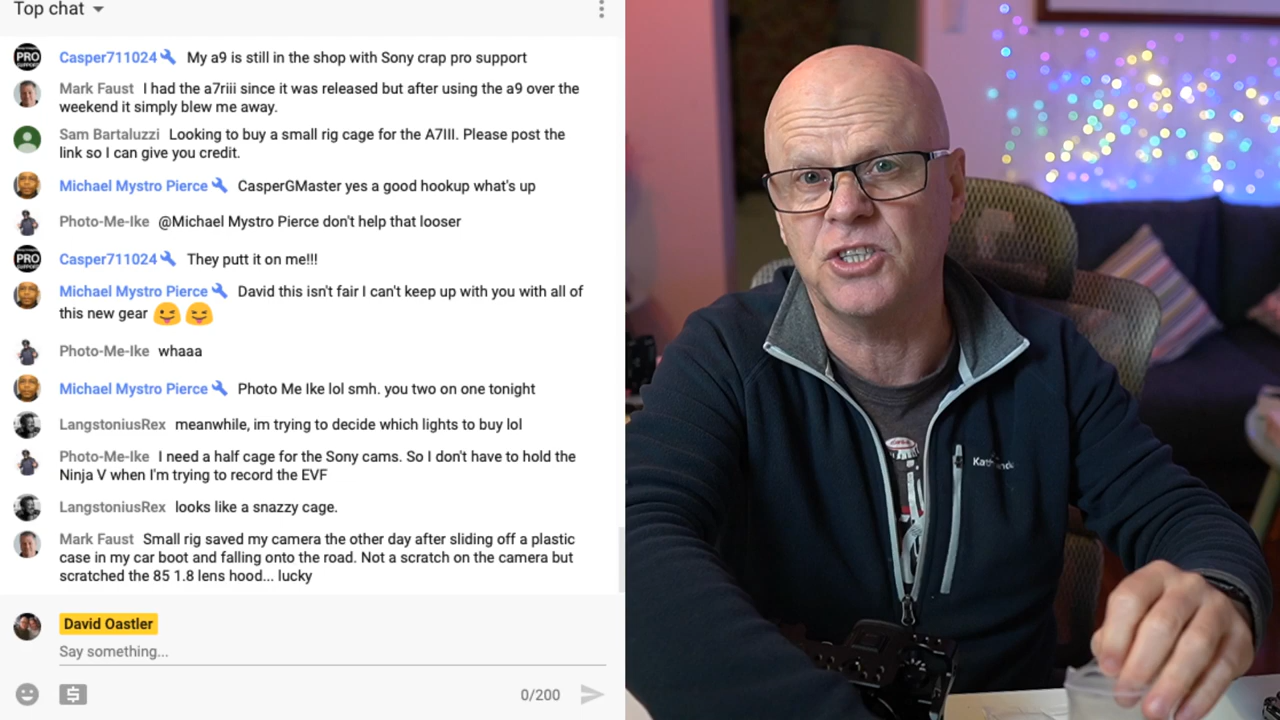 Top chat
Casper711024 My a9 is still in the shop with Sony crap pro support
Mark Faust I had the a7riii since it was released but after using the a9 over the
weekend it simply blew me away.
Sam Bartaluzzi Looking to buy a small rig cage for the A7III. Please post the
link so I can give you credit.
Michael Mystro Pierce CasperGMaster yes a good hookup what's up
Photo-Me-Ike @Michael Mystro Pierce don't help that looser
Casper711024 They putt it on me!!!
Michael Mystro Pierce David this isn't fair I can't keep up with you with all of
this new gear
Photo-Me-Ike whaaa
Michael Mystro Pierce Photo Me Ike lol smh. you two on one tonight
LangstoniusRex meanwhile, im trying to decide which lights to buy lol
Photo-Me-Ike I need a half cage for the Sony cams. So I don't have to hold the
Ninja V when I'm trying to record the EVF
LangstoniusRex looks like a snazzy cage.
Mark Faust Small rig saved my camera the other day after sliding off a plastic
case in my car boot and falling onto the road. Not a scratch on the camera but
scratched the 85 1.8 lens hood... lucky
David Oastler
Say something...
0/200